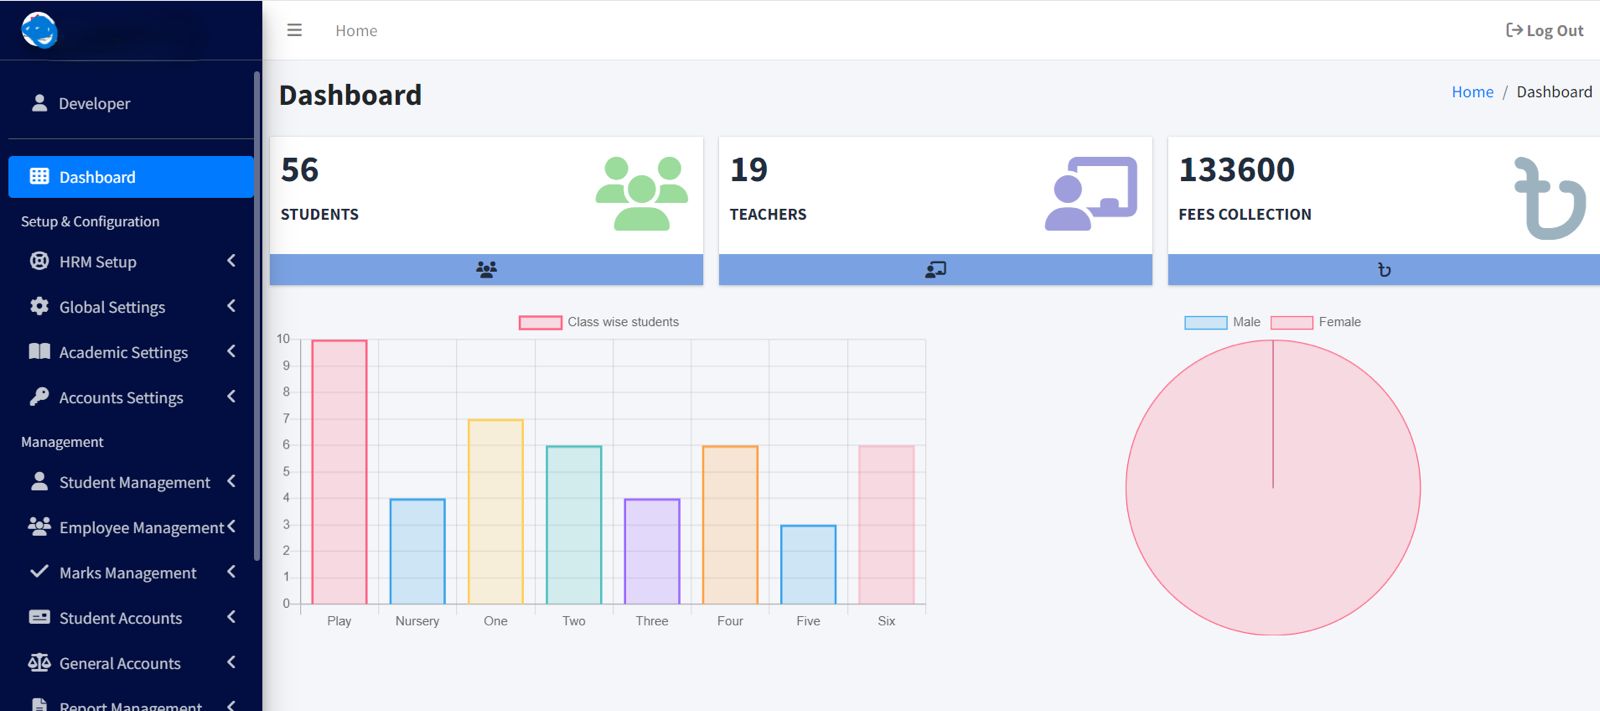 Home
Log Out
Developer
Dashboard
Home / Dashboard
Dashboard
Setup & Configuration
HRM Setup
Global Settings
Academic Settings
Accounts Settings
Management
Student Management
Employee Management
Marks Management
Student Accounts
General Accounts
Report Management
56
STUDENTS
19
TEACHERS
133600
FEES COLLECTION
৳
৳
Class wise students
10
9
8
7
6
5
4
3
2
1
0
Play Nursery One Two Three Four Five Six
Male Female